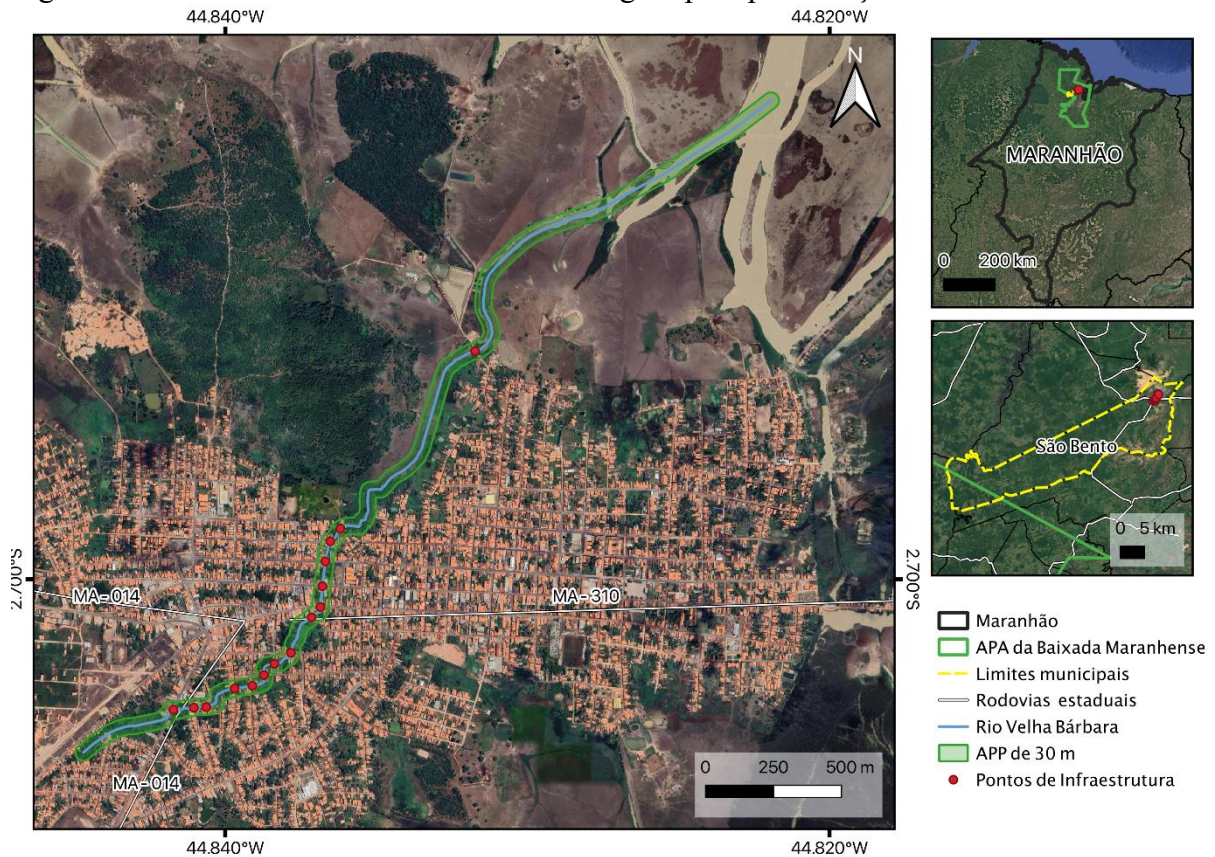 44.840°W
44.820°W
N
2.700°S
2.700°S
MA-014
MA-310
MA-014
0 250 500 m
44.840°W
44.820°W
MARANHÃO
0 200 km
São Bento
0 5 km
Maranhão
APA da Baixada Maranhense
Limites municipais
Rodovias estaduais
Rio Velha Bárbara
APP de 30 m
Pontos de Infraestrutura